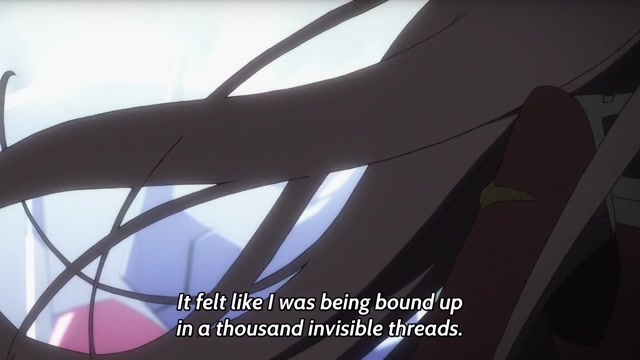 It felt like I was being bound up
in a thousand invisible threads.